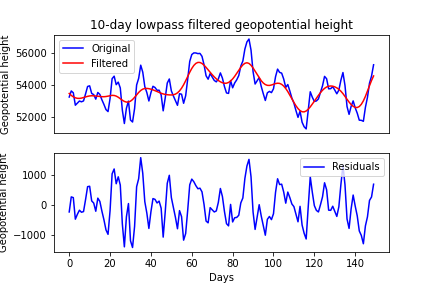 10-day lowpass filtered geopotential height
Geopotential height
56000
54000
52000
Original
Filtered
Geopotential height
1000
0
−1000
Residuals
0 20 40 60 80 100 120 140
Days